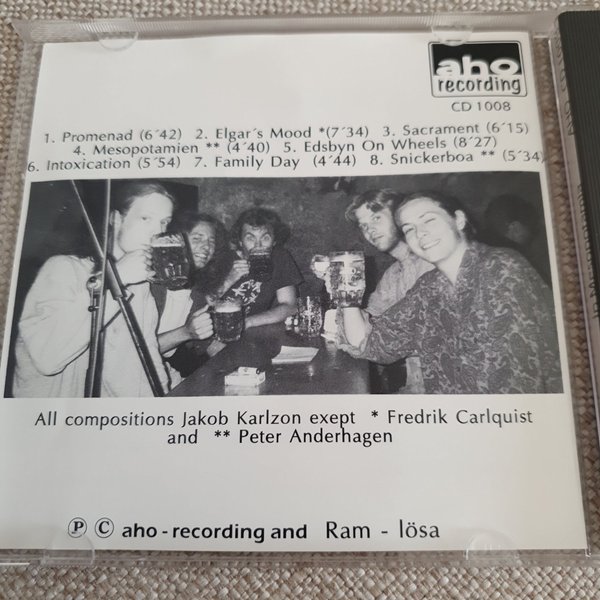 aho
recording
CD 1008
1. Promenad (6´42) 2. Elgar´s Mood *(7´34) 3. Sacrament (6´15)
4. Mesopotamien ** (4´40) 5. Edsbyn On Wheels (8´27)
6. Intoxication (5´54) 7. Family Day (4´44) 8. Snickerboa ** (5´34)
All compositions Jakob Karlzon exept * Fredrik Carlquist
and ** Peter Anderhagen
Ⓟ © aho - recording and Ram - lösa